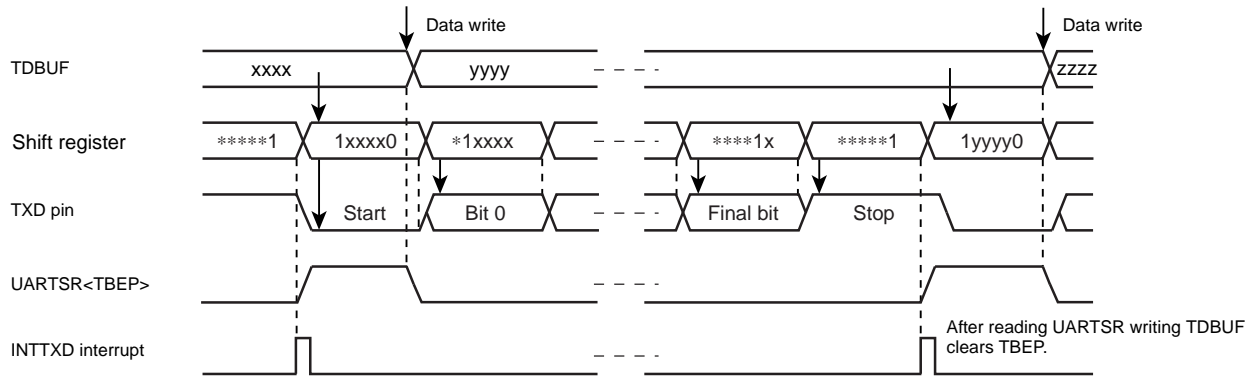 Data write
Data write
TDBUF
xxxx
yyyy
zzzz
Shift register
*****1
1xxxx0
*1xxxx
****1x
*****1
1yyyy0
TXD pin
Start
Bit 0
Final bit
Stop
UARTSR<TBEP>
INTTXD interrupt
After reading UARTSR writing TDBUF
clears TBEP.